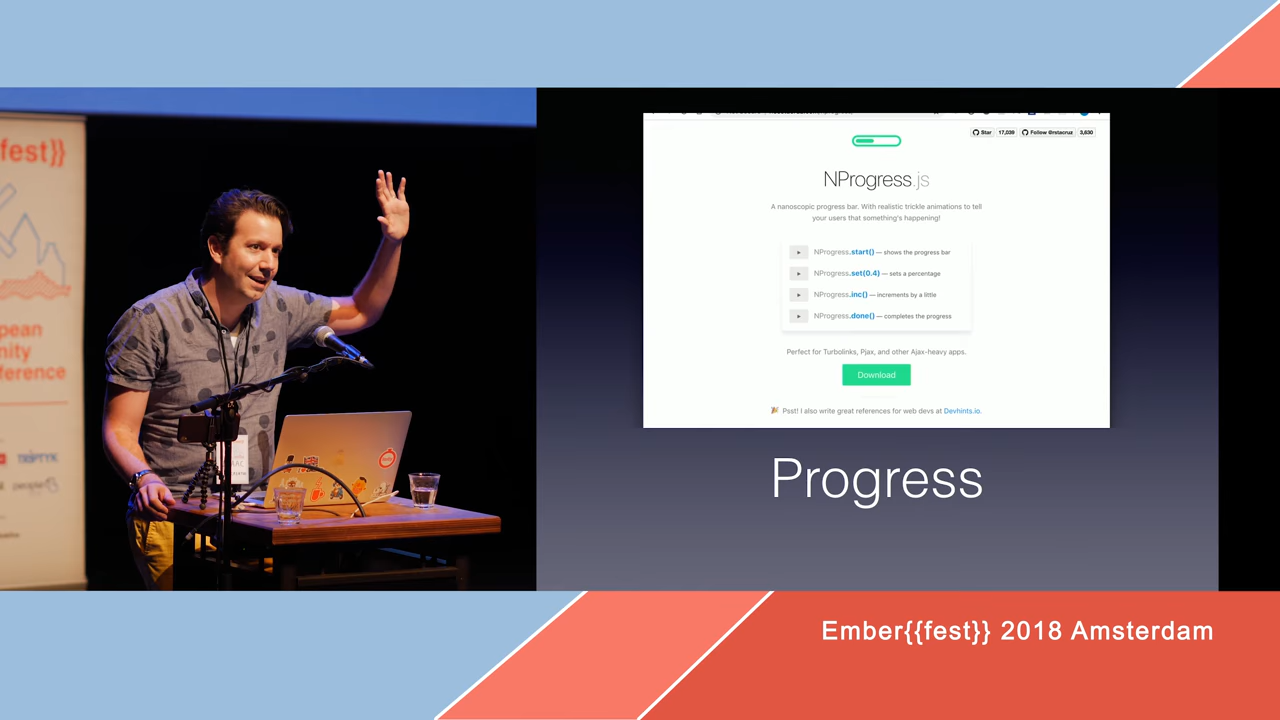 fest}}
pean
nity
ference
TRIPTYK
AAC
Star 17,039 Follow @rstacruz 3,630
NProgress.js
A nanoscopic progress bar. With realistic trickle animations to tell
your users that something's happening!
NProgress.start() — shows the progress bar
NProgress.set(0.4) — sets a percentage
NProgress.inc() — increments by a little
NProgress.done() — completes the progress
Perfect for Turbolinks, Pjax, and other Ajax-heavy apps.
Download
Psst! I also write great references for web devs at Devhints.io.
Progress
Ember{{fest}} 2018 Amsterdam